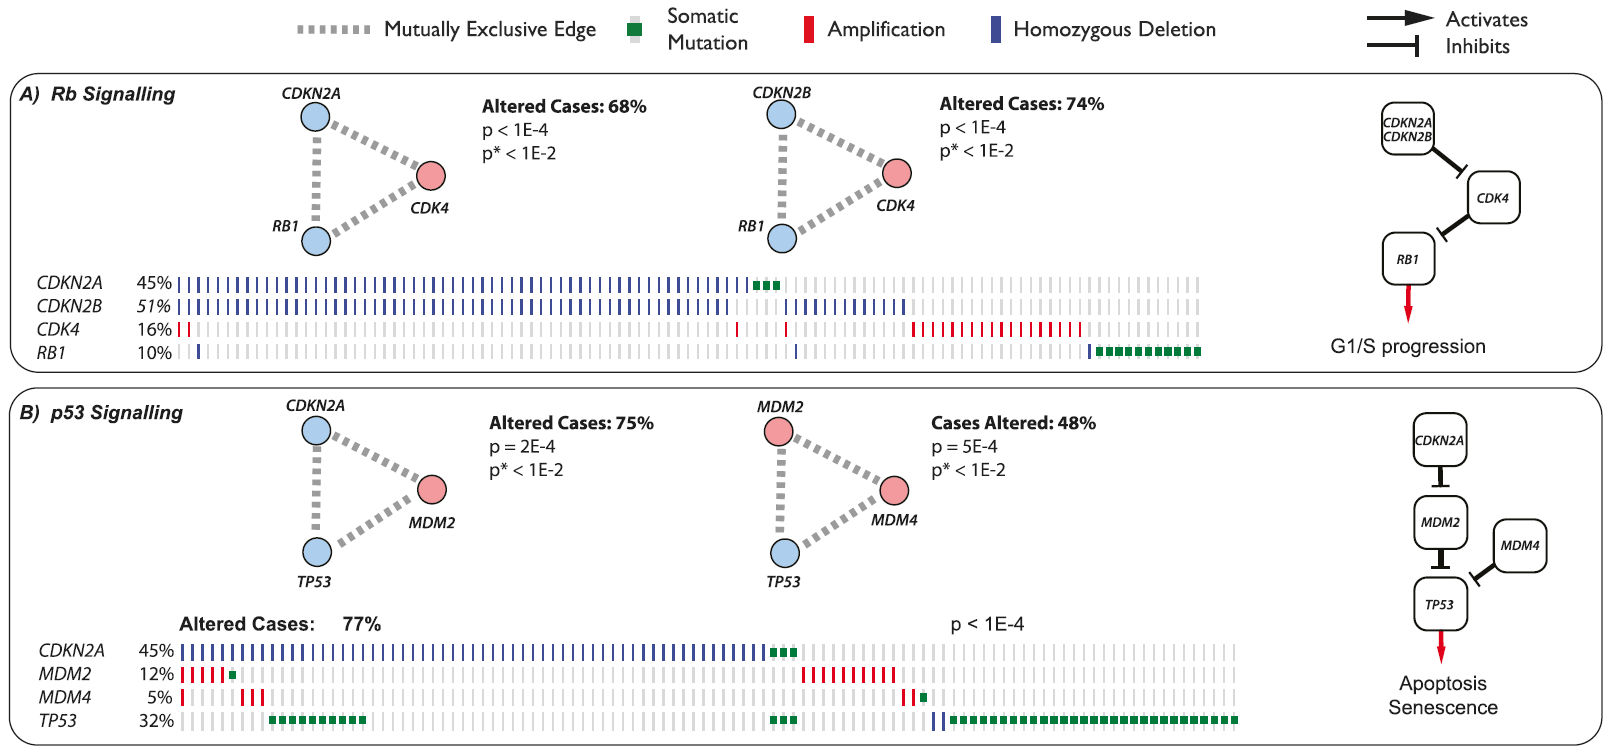 Mutually Exclusive Edge
Somatic
Mutation
Amplification
Homozygous Deletion
Activates
Inhibits
A) Rb Signalling
CDKN2A
CDK4
RB1
Altered Cases: 68%
p < 1E-4
p* < 1E-2
CDKN2B
CDK4
RB1
Altered Cases: 74%
p < 1E-4
p* < 1E-2
CDKN2A
CDKN2B
CDK4
RB1
G1/S progression
CDKN2A 45%
CDKN2B 51%
CDK4 16%
RB1 10%
B) p53 Signalling
CDKN2A
MDM2
TP53
Altered Cases: 75%
p = 2E-4
p* < 1E-2
MDM2
MDM4
TP53
Cases Altered: 48%
p = 5E-4
p* < 1E-2
CDKN2A
MDM2
MDM4
TP53
Apoptosis
Senescence
Altered Cases: 77%
p < 1E-4
CDKN2A 45%
MDM2 12%
MDM4 5%
TP53 32%